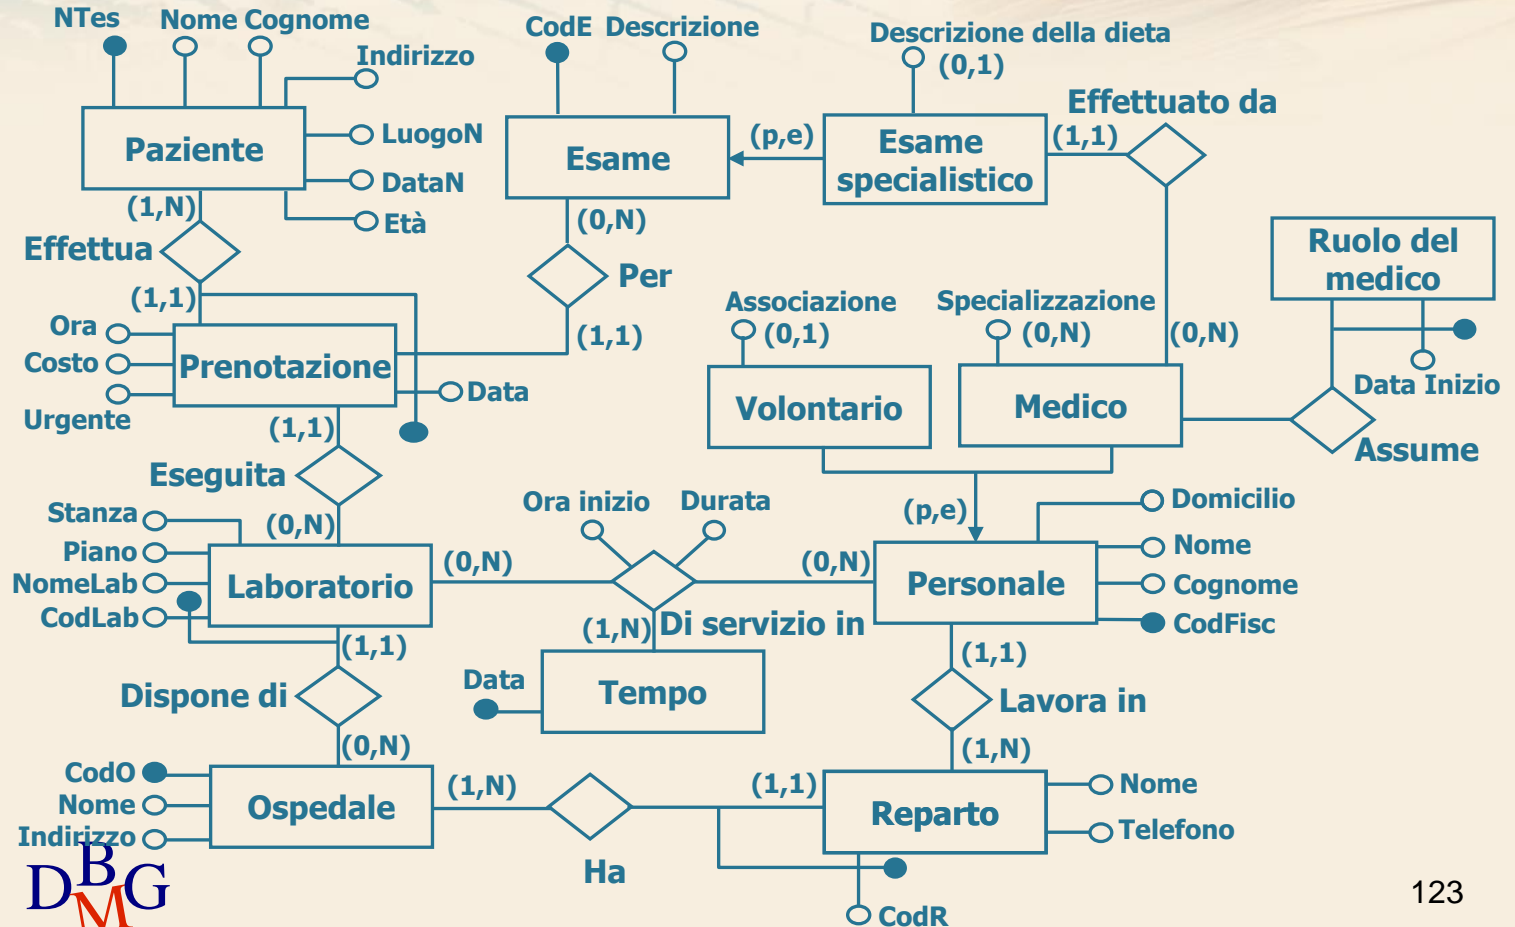 NTes
Nome Cognome
Indirizzo
Paziente
LuogoN
DataN
Età
(1,N)
Effettua
(1,1)
CodE Descrizione
Esame
(0,N)
Per
(1,1)
(p,e)
Descrizione della dieta
(0,1)
Esame
specialistico
Effettuato da
(1,1)
(0,N)
Ruolo del
medico
Data Inizio
Assume
Ora
Costo
Urgente
Prenotazione
Data
(1,1)
Eseguita
(0,N)
Associazione
(0,1)
Volontario
Specializzazione
(0,N)
Medico
(p,e)
Stanza
Piano
NomeLab
CodLab
Laboratorio
(0,N)
Ora inizio
Durata
(0,N)
Di servizio in
(1,N)
Data
Tempo
Personale
Domicilio
Nome
Cognome
CodFisc
(1,1)
Lavora in
(1,N)
(1,1)
Dispone di
(0,N)
CodO
Nome
Indirizzo
Ospedale
(1,N)
Ha
(1,1)
Reparto
Nome
Telefono
CodR
DBMG
123